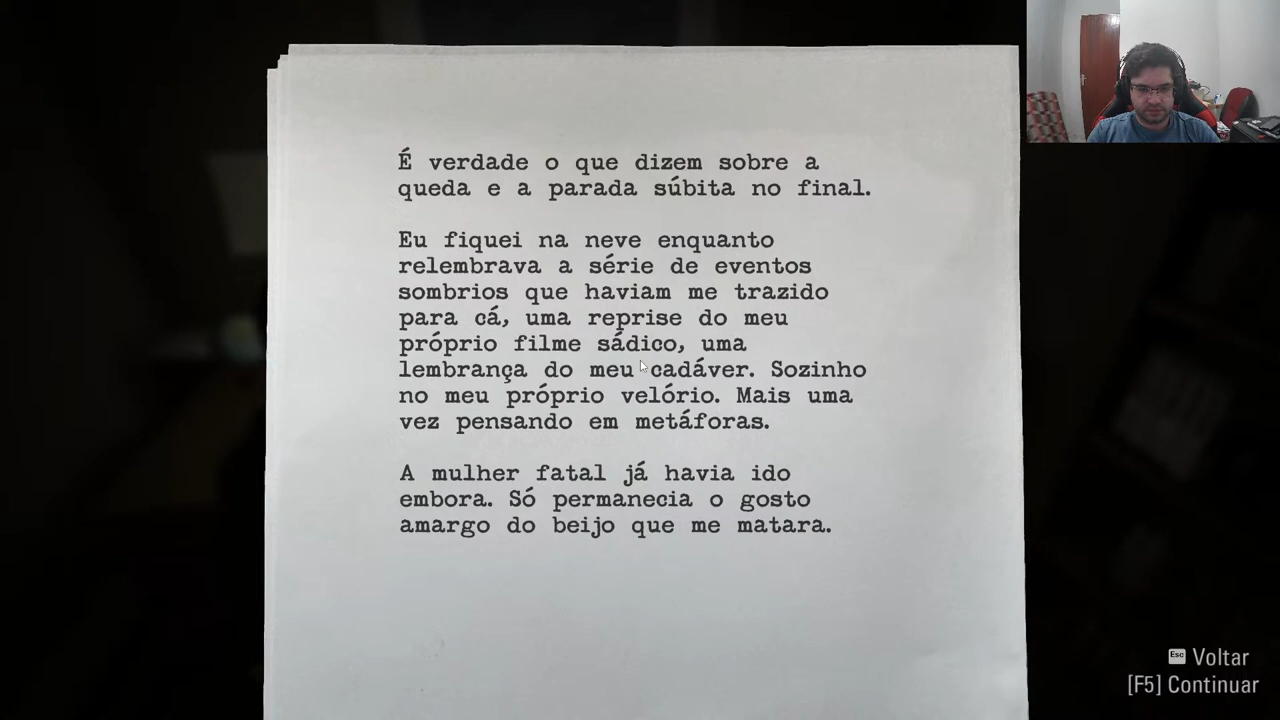 É verdade o que dizem sobre a
queda e a parada súbita no final.
Eu fiquei na neve enquanto
relembrava a série de eventos
sombrios que haviam me trazido
para cá, uma reprise do meu
próprio filme sádico, uma
lembrança do meu cadáver. Sozinho
no meu próprio velório. Mais uma
vez pensando em metáforas.
A mulher fatal já havia ido
embora. Só permanecia o gosto
amargo do beijo que me matara.
Esc Voltar
[F5] Continuar